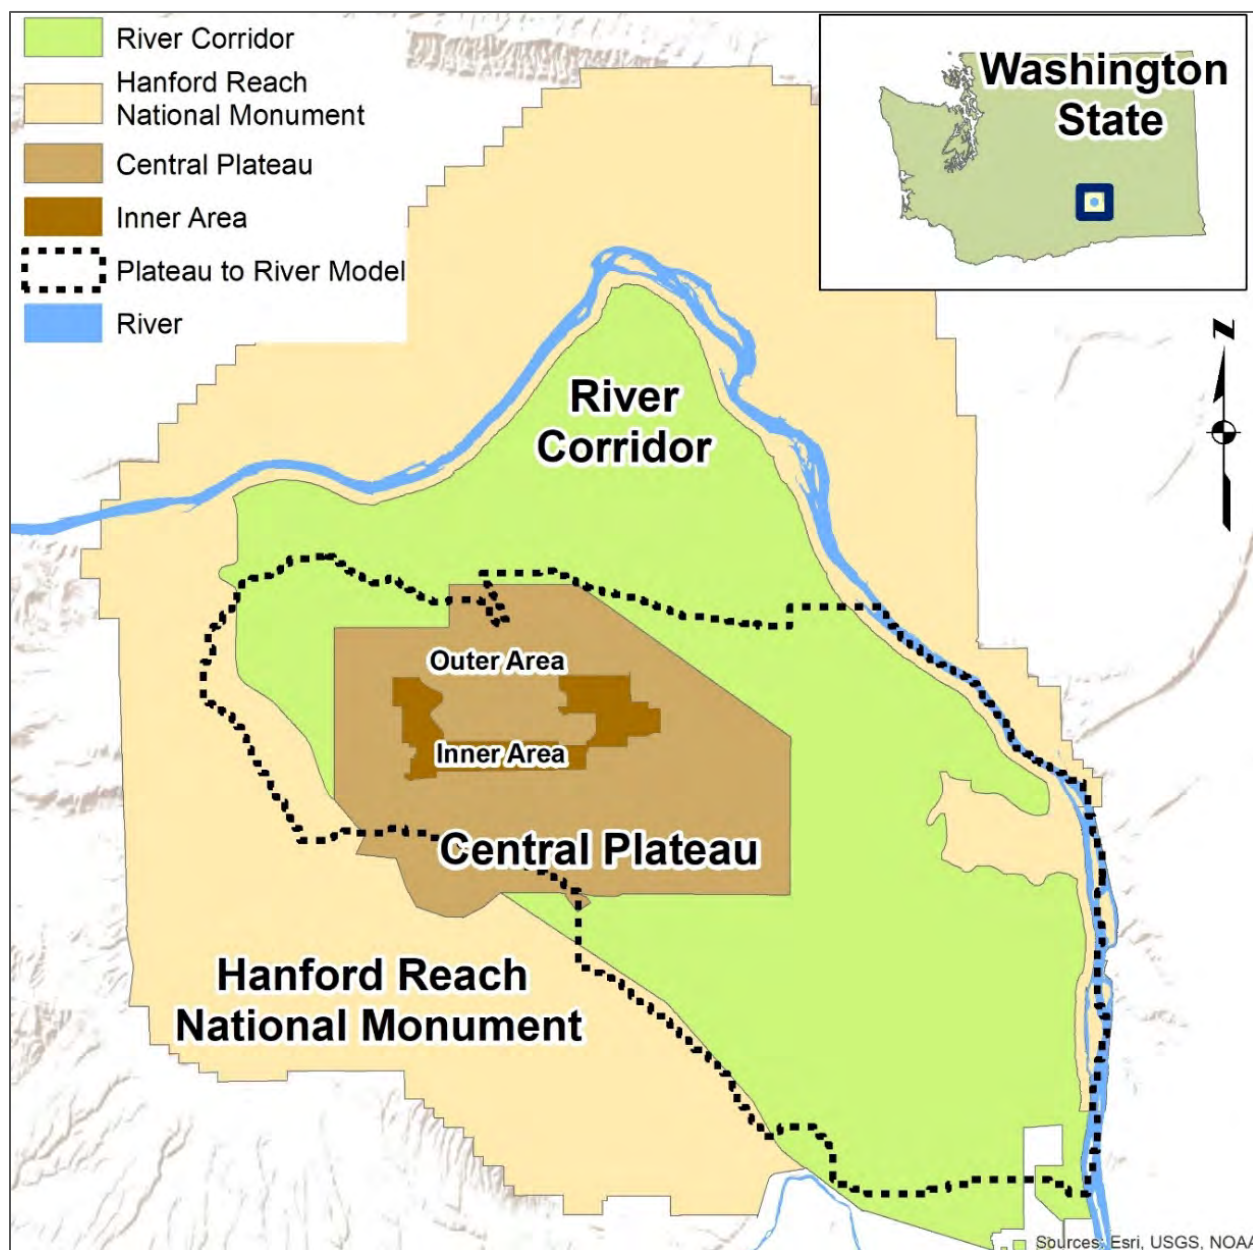 River Corridor
Hanford Reach
National Monument
Central Plateau
Inner Area
Plateau to River Model
River
Washington
State
N
River
Corridor
Outer Area
Inner Area
Central Plateau
Hanford Reach
National Monument
Sources: Esri, USGS, NOAA